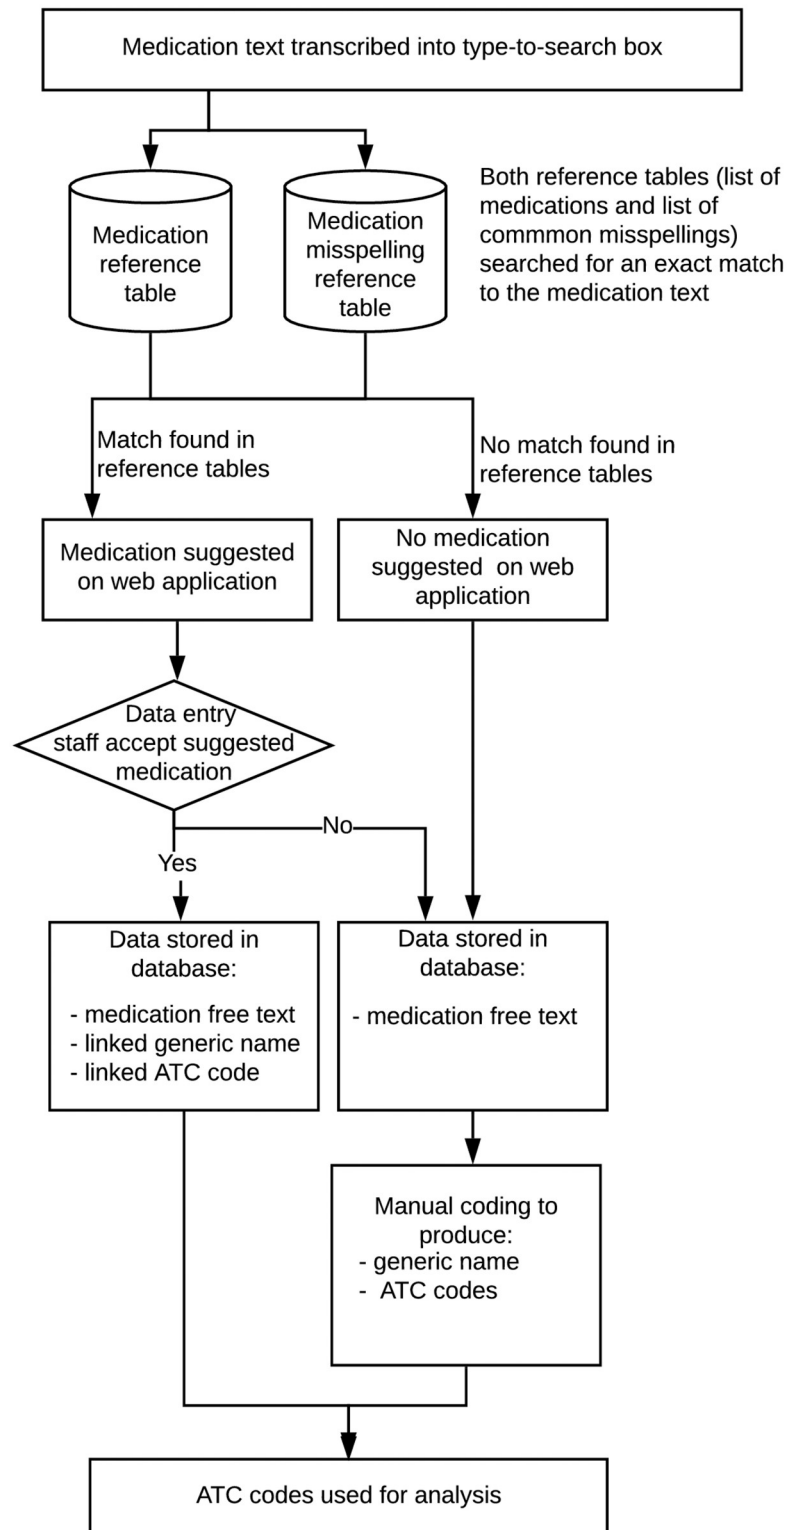 Medication text transcribed into type-to-search box
Medication
reference
table
Medication
misspelling
reference
table
Both reference tables (list of
medications and list of
commmon misspellings)
searched for an exact match
to the medication text
Match found in
reference tables
No match found in
reference tables
Medication suggested
on web application
No medication
suggested on web
application
Data entry
staff accept suggested
medication
No
Yes
Data stored in
database:
- medication free text
- linked generic name
- linked ATC code
Data stored in
database:
- medication free text
Manual coding to
produce:
- generic name
- ATC codes
ATC codes used for analysis